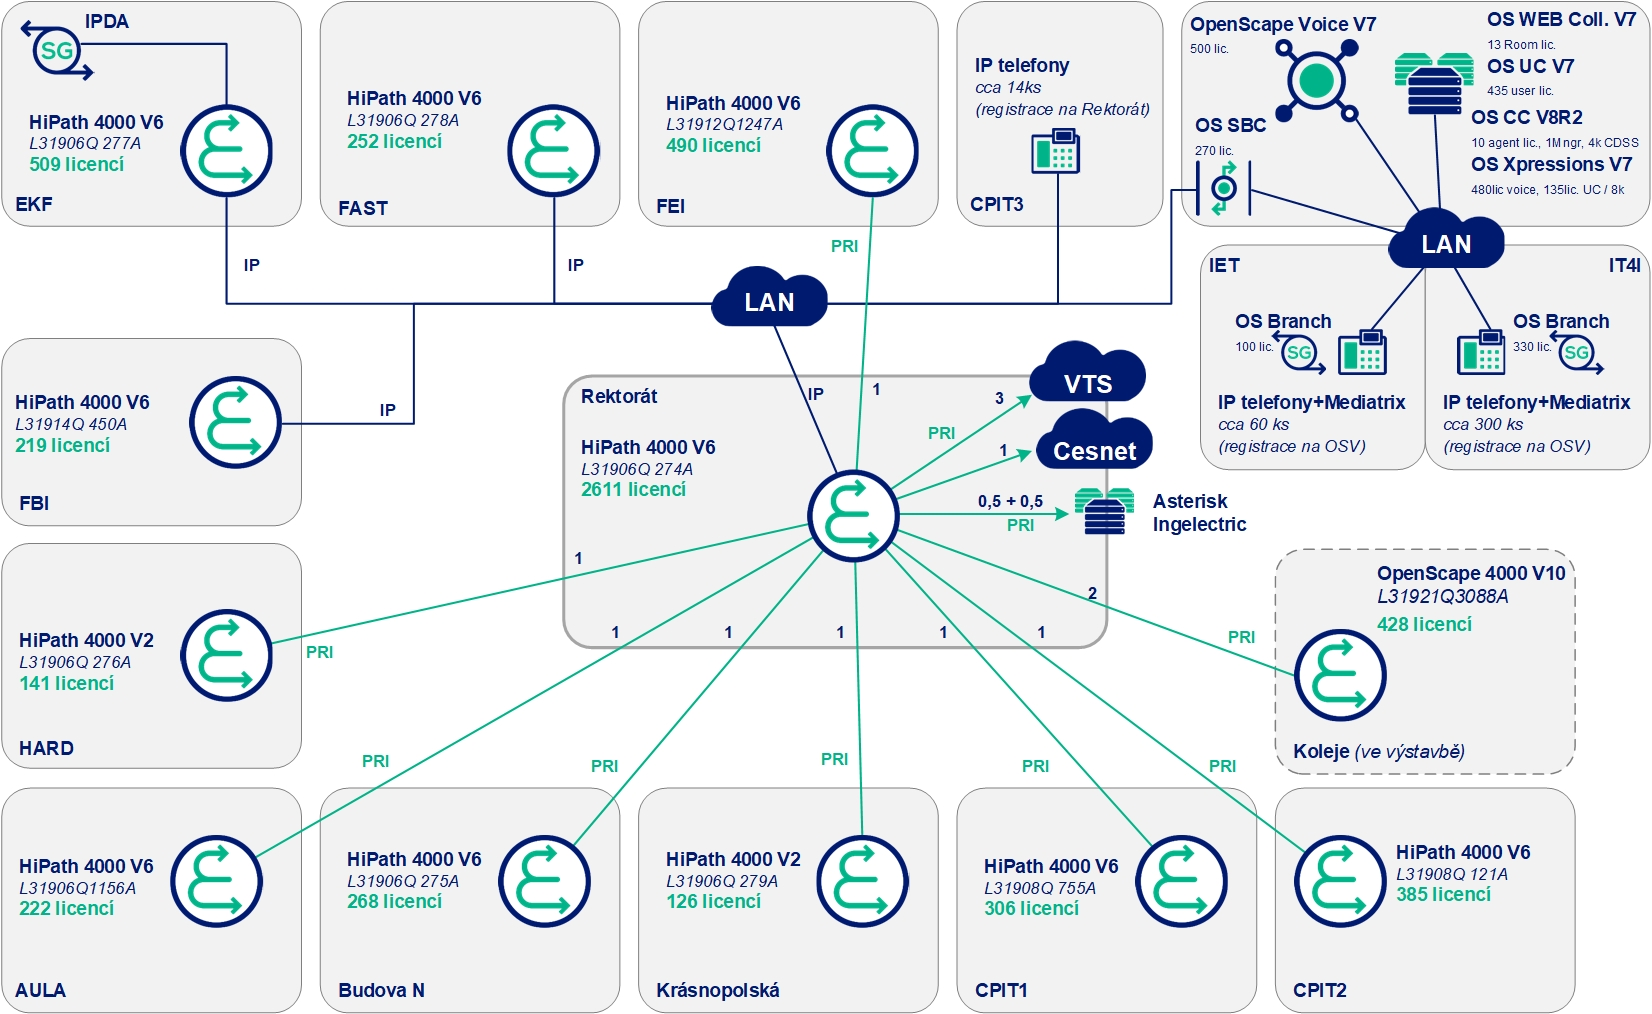 IPDA
SG
HiPath 4000 V6
L31906Q 277A
509 licencí
EKF
HiPath 4000 V6
L31906Q 278A
252 licencí
FAST
HiPath 4000 V6
L31912Q1247A
490 licencí
FEI
IP telefony
cca 14ks
(registrace na Rektorát)
CPIT3
OpenScape Voice V7
500 lic.
OS SBC
270 lic.
OS WEB Coll. V7
13 Room lic.
OS UC V7
435 user lic.
OS CC V8R2
10 agent lic., 1Mngr, 4k CDSS
OS Xpressions V7
480lic voice, 135lic. UC / 8k
LAN
IET
OS Branch
100 lic.
SG
IP telefony+Mediatrix
cca 60 ks
(registrace na OSV)
IT4I
OS Branch
330 lic.
SG
IP telefony+Mediatrix
cca 300 ks
(registrace na OSV)
IP
IP
PRI
LAN
HiPath 4000 V6
L31914Q 450A
219 licencí
FBI
IP
Rektorát
HiPath 4000 V6
L31906Q 274A
2611 licencí
IP
1
3
VTS
PRI
1
Cesnet
0,5 + 0,5
PRI
Asterisk
Ingelectric
1
1
1
1
1
1
2
HiPath 4000 V2
L31906Q 276A
141 licencí
HARD
PRI
PRI
OpenScape 4000 V10
L31921Q3088A
428 licencí
Koleje (ve výstavbě)
PRI
PRI
PRI
PRI
PRI
HiPath 4000 V6
L31906Q1156A
222 licencí
AULA
HiPath 4000 V6
L31906Q 275A
268 licencí
Budova N
HiPath 4000 V2
L31906Q 279A
126 licencí
Krásnopolská
HiPath 4000 V6
L31908Q 755A
306 licencí
CPIT1
HiPath 4000 V6
L31908Q 121A
385 licencí
CPIT2